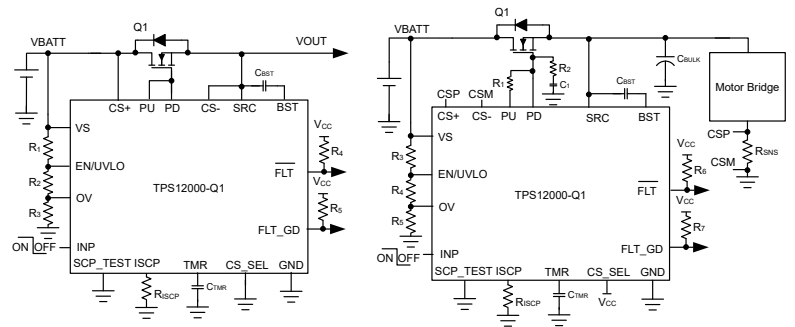 Q1
VBATT
VOUT
CBST
CS+
PU
PD
CS-
SRC
BST
VS
R1
EN/UVLO
R2
OV
R3
ON
OFF
INP
TPS12000-Q1
VCC
R4
FLT
VCC
R5
FLT_GD
SCP_TEST
ISCP
TMR
CS_SEL
GND
RISCP
CTMR
Q1
VBATT
R1
R2
C1
CBULK
Motor Bridge
CSP
CSM
CBST
CS+
CS-
PU
PD
SRC
BST
CSP
RSNS
CSM
VS
R3
EN/UVLO
R4
OV
R5
ON
OFF
INP
TPS12000-Q1
VCC
R6
FLT
VCC
R7
FLT_GD
SCP_TEST
ISCP
TMR
CS_SEL
GND
RISCP
CTMR
VCC